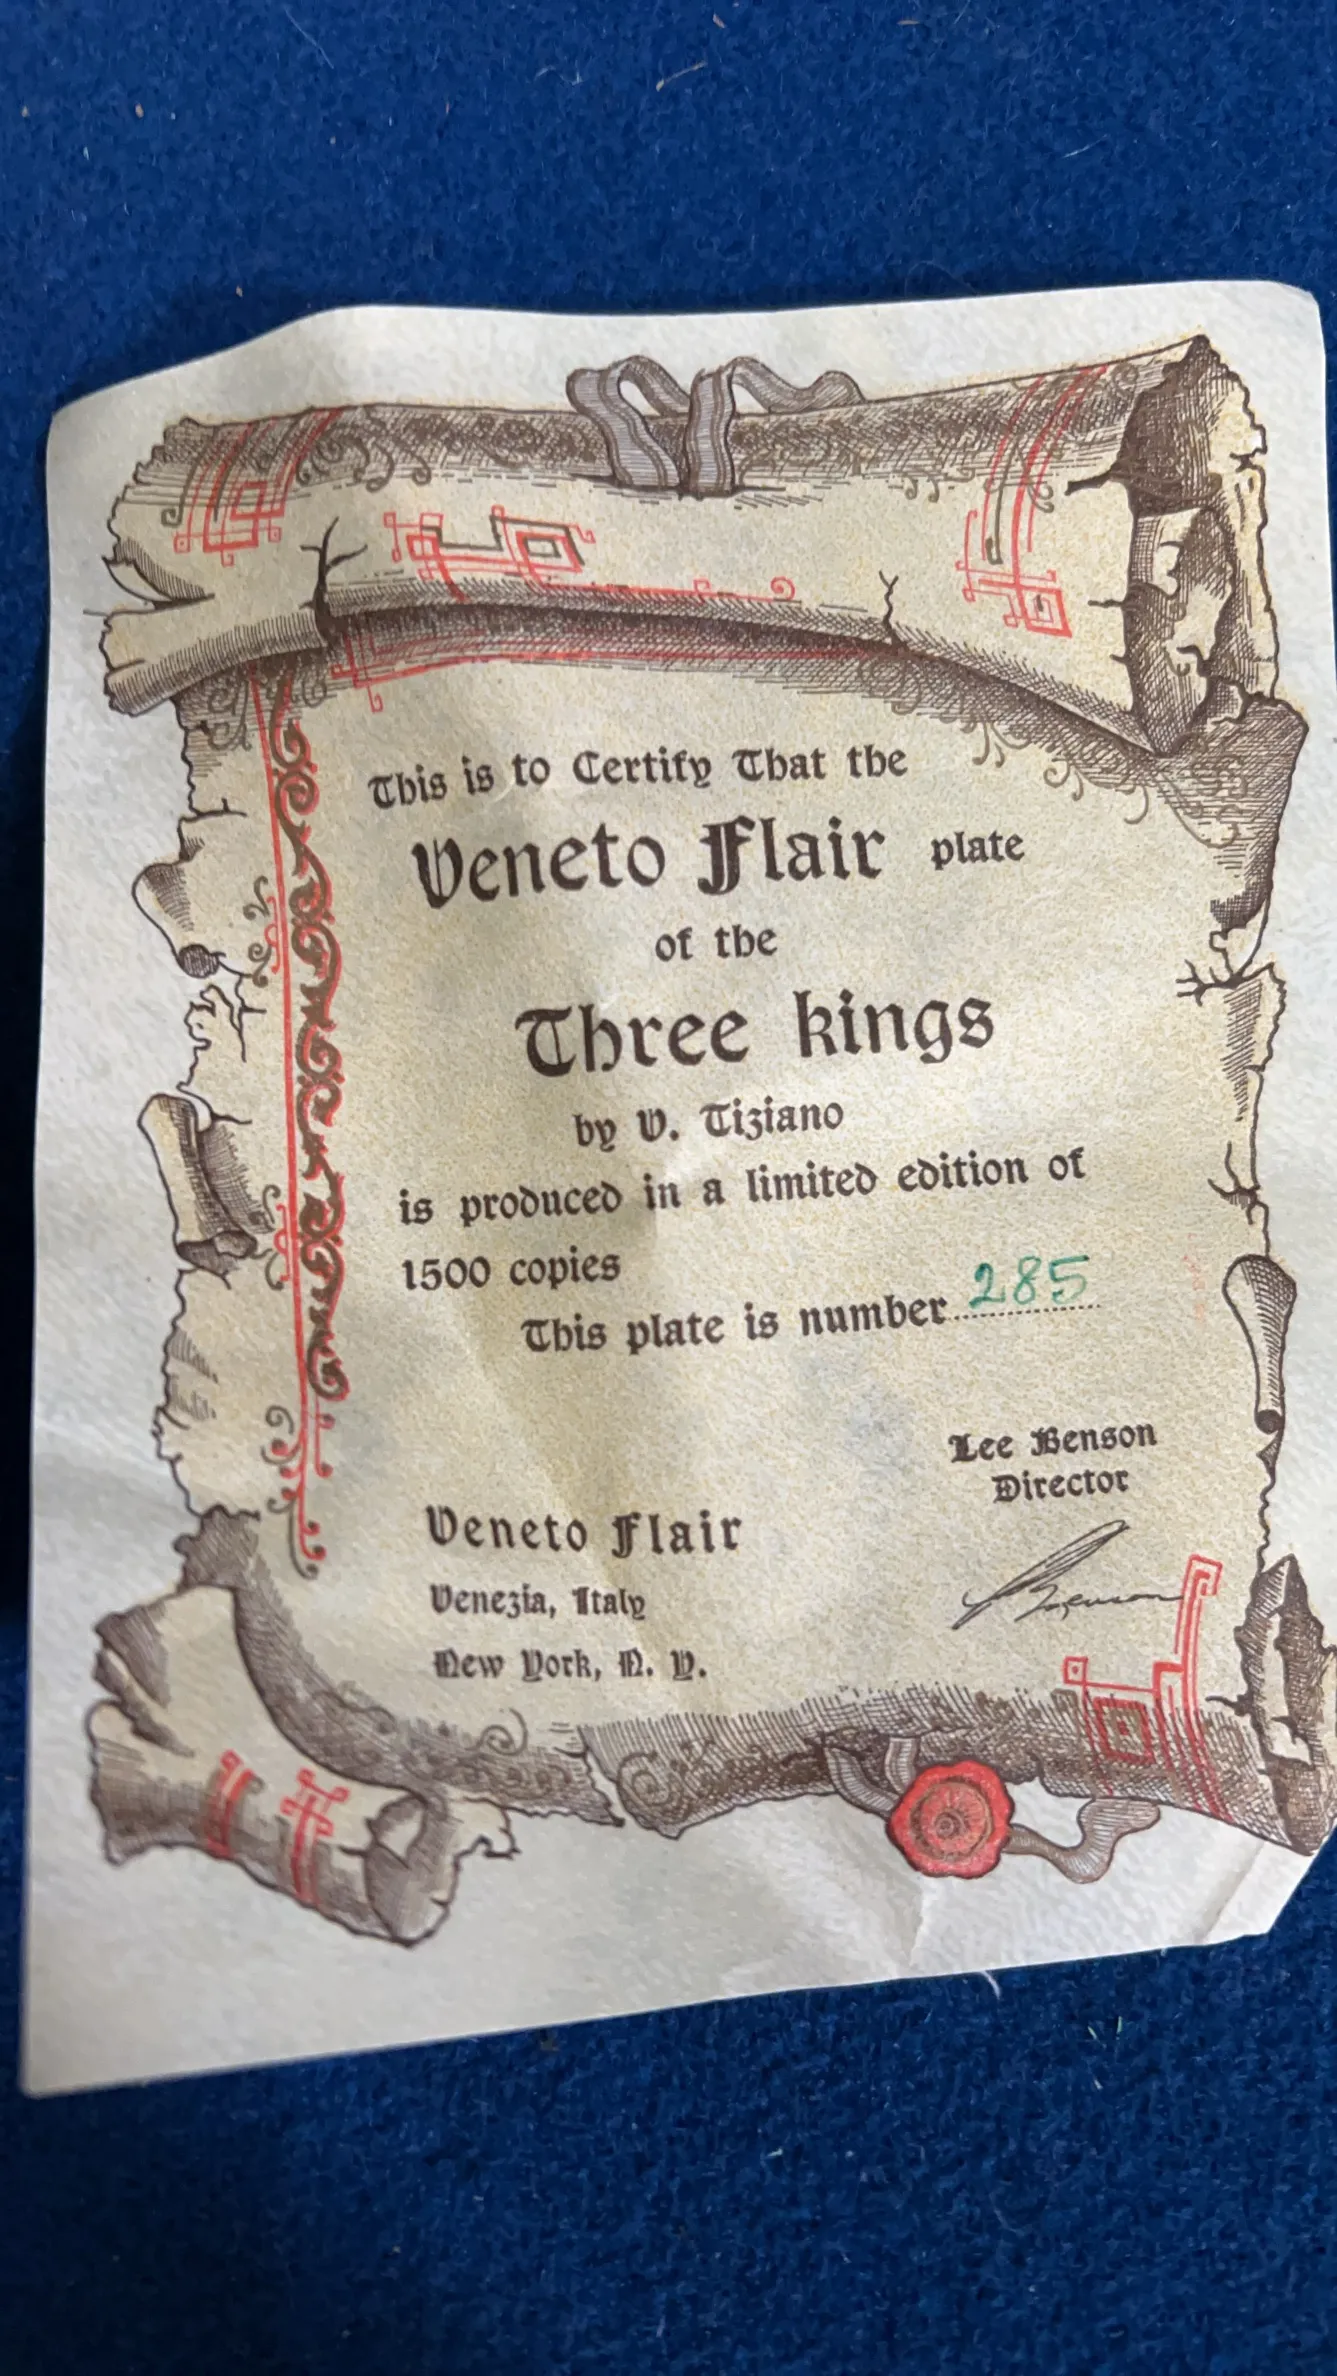 This is to Certify That the
Veneto Flair plate
of the
Three kings
by V. Tiziano
is produced in a limited edition of
1500 copies
This plate is number 285
Lee Benson
Director
Benson
Veneto Flair
Venezia, Italy
New York, N. Y.